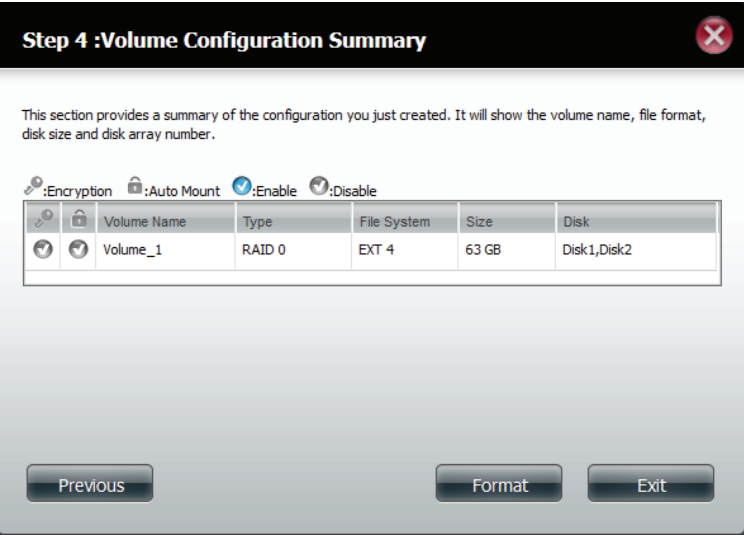 Step 4 :Volume Configuration Summary
This section provides a summary of the configuration you just created. It will show the volume name, file format,
disk size and disk array number.
:Encryption :Auto Mount :Enable :Disable
Volume Name Type File System Size Disk
Volume_1 RAID 0 EXT 4 63 GB Disk1,Disk2
Previous Format Exit